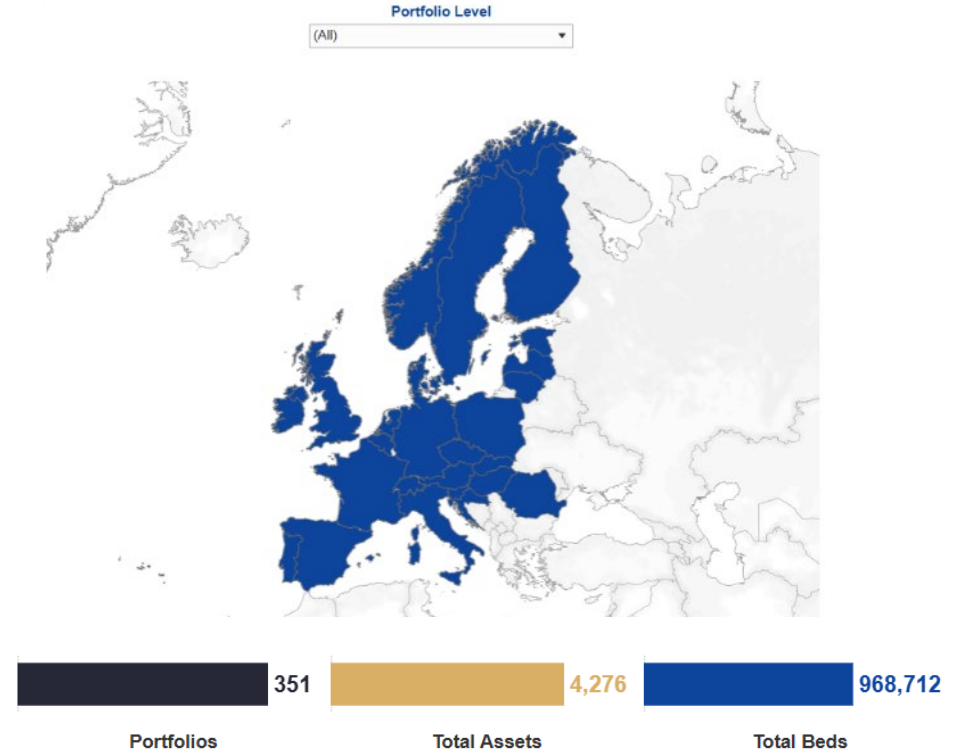 Portfolio Level
(All)
351
4,276
968,712
Portfolios
Total Assets
Total Beds